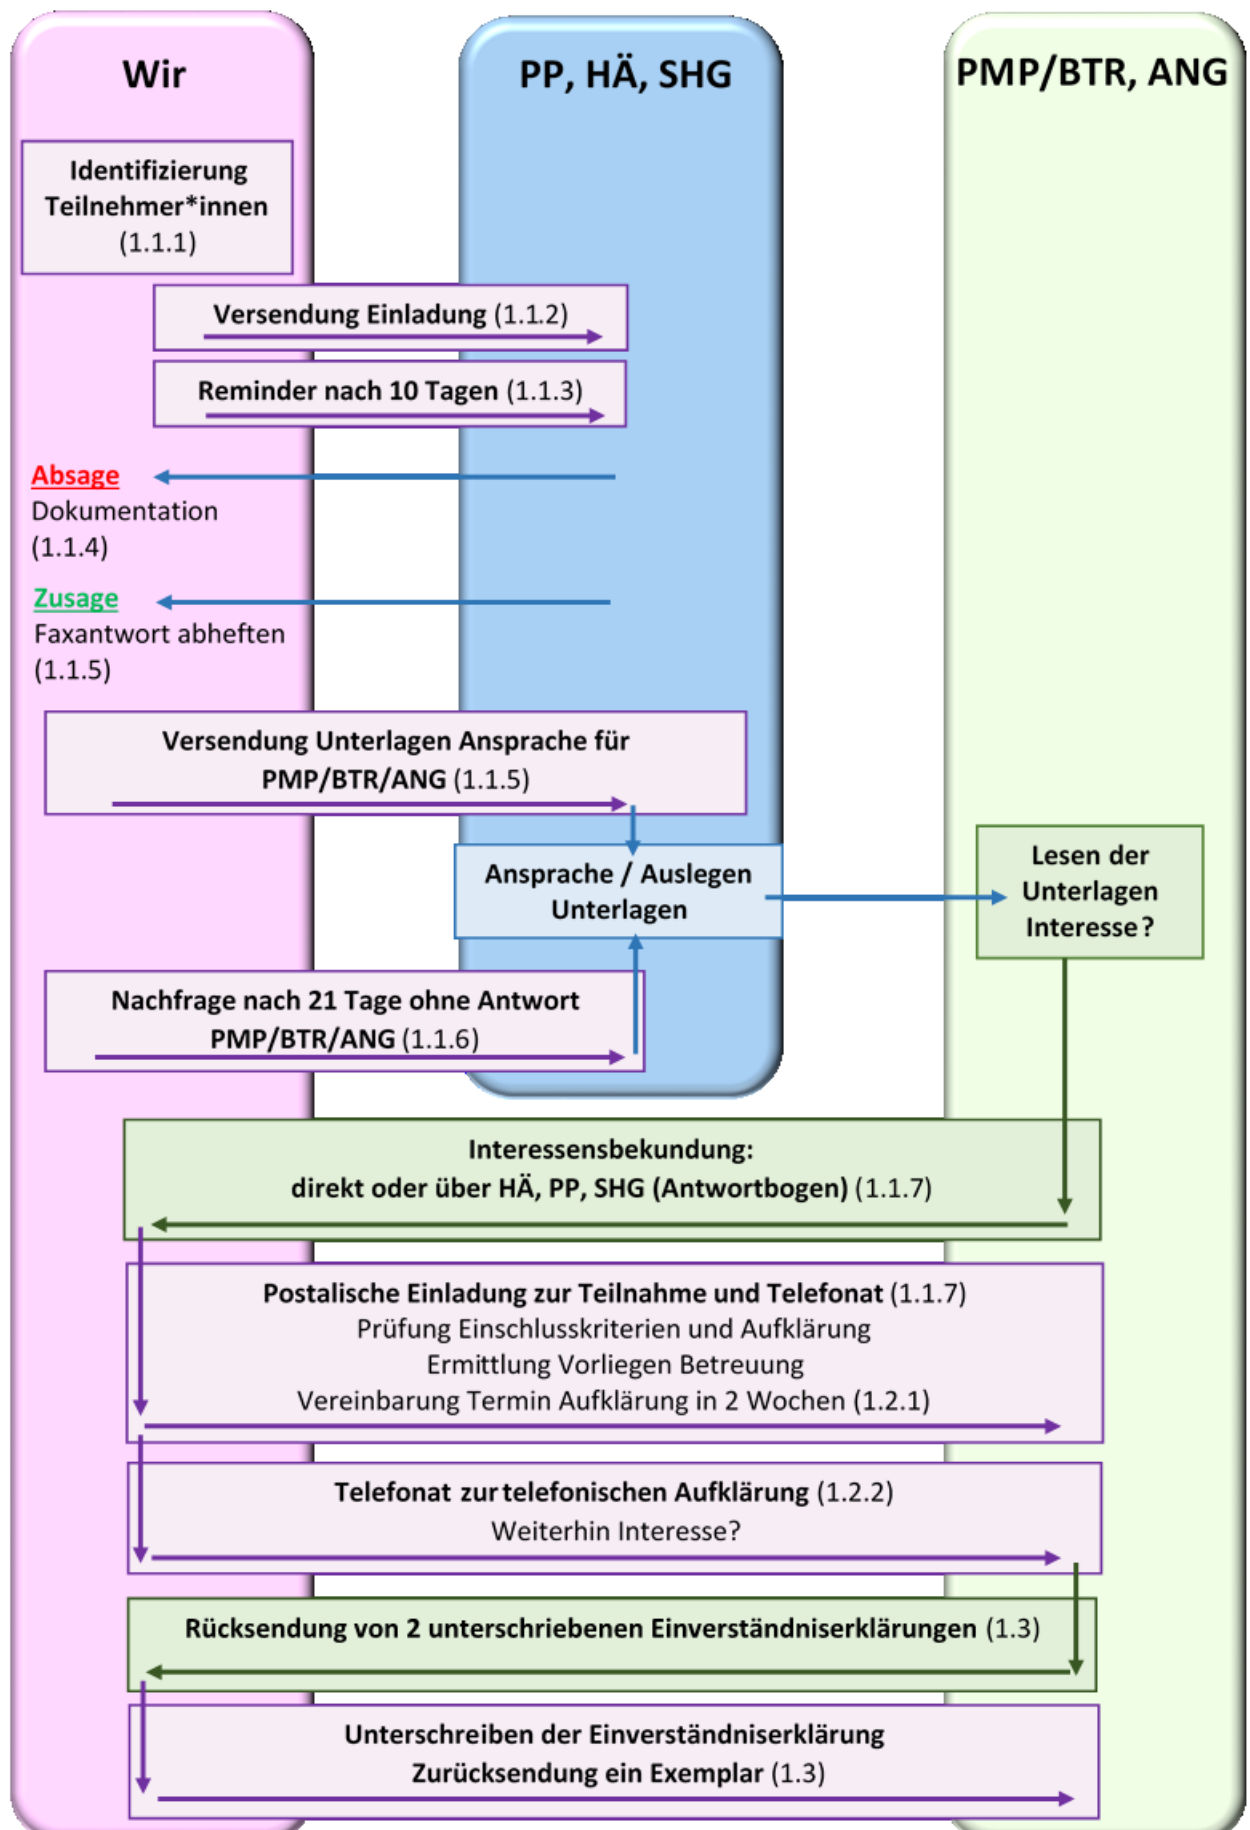 Wir
PP, HÄ, SHG
PMP/BTR, ANG
Identifizierung
Teilnehmer*innen
(1.1.1)
Versendung Einladung (1.1.2)
Reminder nach 10 Tagen (1.1.3)
Absage
Dokumentation
(1.1.4)
Zusage
Faxantwort abheften
(1.1.5)
Versendung Unterlagen Ansprache für
PMP/BTR/ANG (1.1.5)
Ansprache / Auslegen
Unterlagen
Lesen der
Unterlagen
Interesse?
Nachfrage nach 21 Tage ohne Antwort
PMP/BTR/ANG (1.1.6)
Interessensbekundung:
direkt oder über HÄ, PP, SHG (Antwortbogen) (1.1.7)
Postalische Einladung zur Teilnahme und Telefonat (1.1.7)
Prüfung Einschlusskriterien und Aufklärung
Ermittlung Vorliegen Betreuung
Vereinbarung Termin Aufklärung in 2 Wochen (1.2.1)
Telefonat zur telefonischen Aufklärung (1.2.2)
Weiterhin Interesse?
Rücksendung von 2 unterschriebenen Einverständniserklärungen (1.3)
Unterschreiben der Einverständniserklärung
Zurücksendung ein Exemplar (1.3)